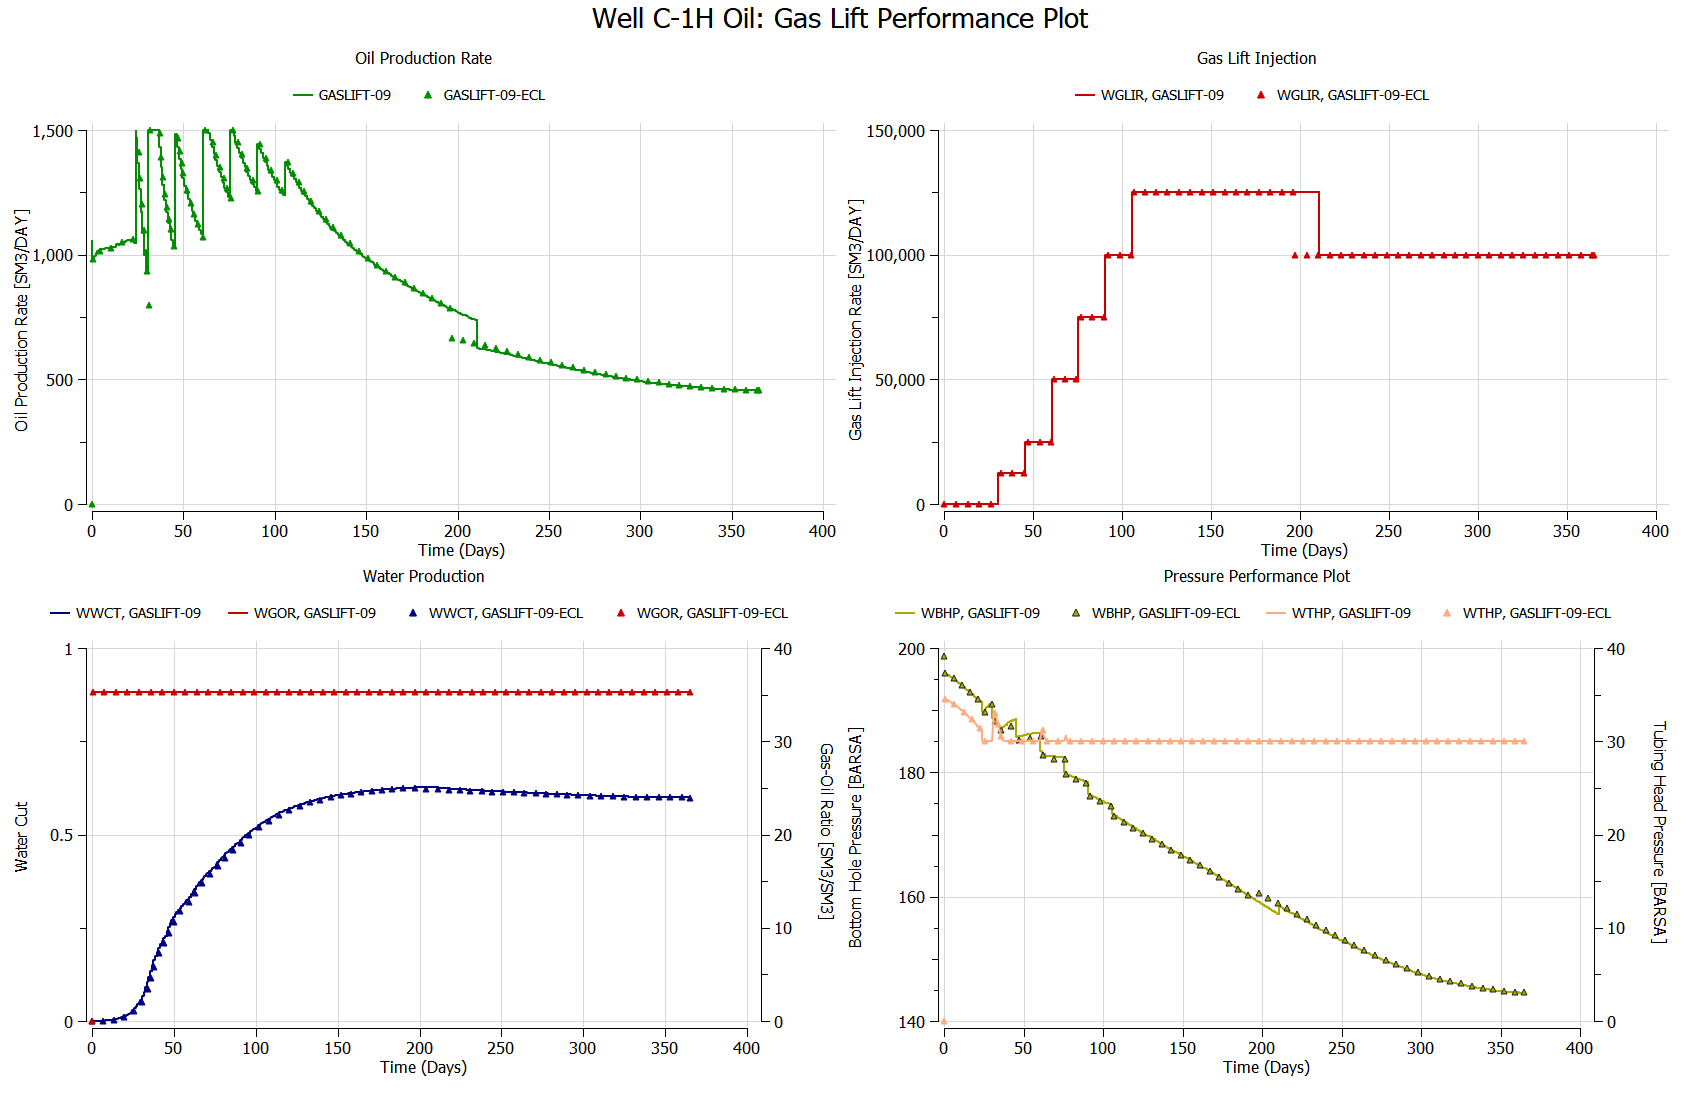 Well C-1H Oil: Gas Lift Performance Plot
Oil Production Rate
GASLIFT-09 GASLIFT-09-ECL
Oil Production Rate [SM3/DAY]
1,500
1,000
500
0
0 50 100 150 200 250 300 350 400
Time (Days)
Gas Lift Injection
WGLIR, GASLIFT-09 WGLIR, GASLIFT-09-ECL
Gas Lift Injection Rate [SM3/DAY]
150,000
100,000
50,000
0
0 50 100 150 200 250 300 350 400
Time (Days)
Water Production
WWCT, GASLIFT-09 WGOR, GASLIFT-09 WWCT, GASLIFT-09-ECL WGOR, GASLIFT-09-ECL
Water Cut
1
0.5
0
40
30
20
10
0
Gas-Oil Ratio [SM3/SM3]
0 50 100 150 200 250 300 350 400
Time (Days)
Pressure Performance Plot
WBHP, GASLIFT-09 WBHP, GASLIFT-09-ECL WTHP, GASLIFT-09 WTHP, GASLIFT-09-ECL
Bottom Hole Pressure [BARSA]
200
180
160
140
40
30
20
10
0
Tubing Head Pressure [BARSA]
0 50 100 150 200 250 300 350 400
Time (Days)